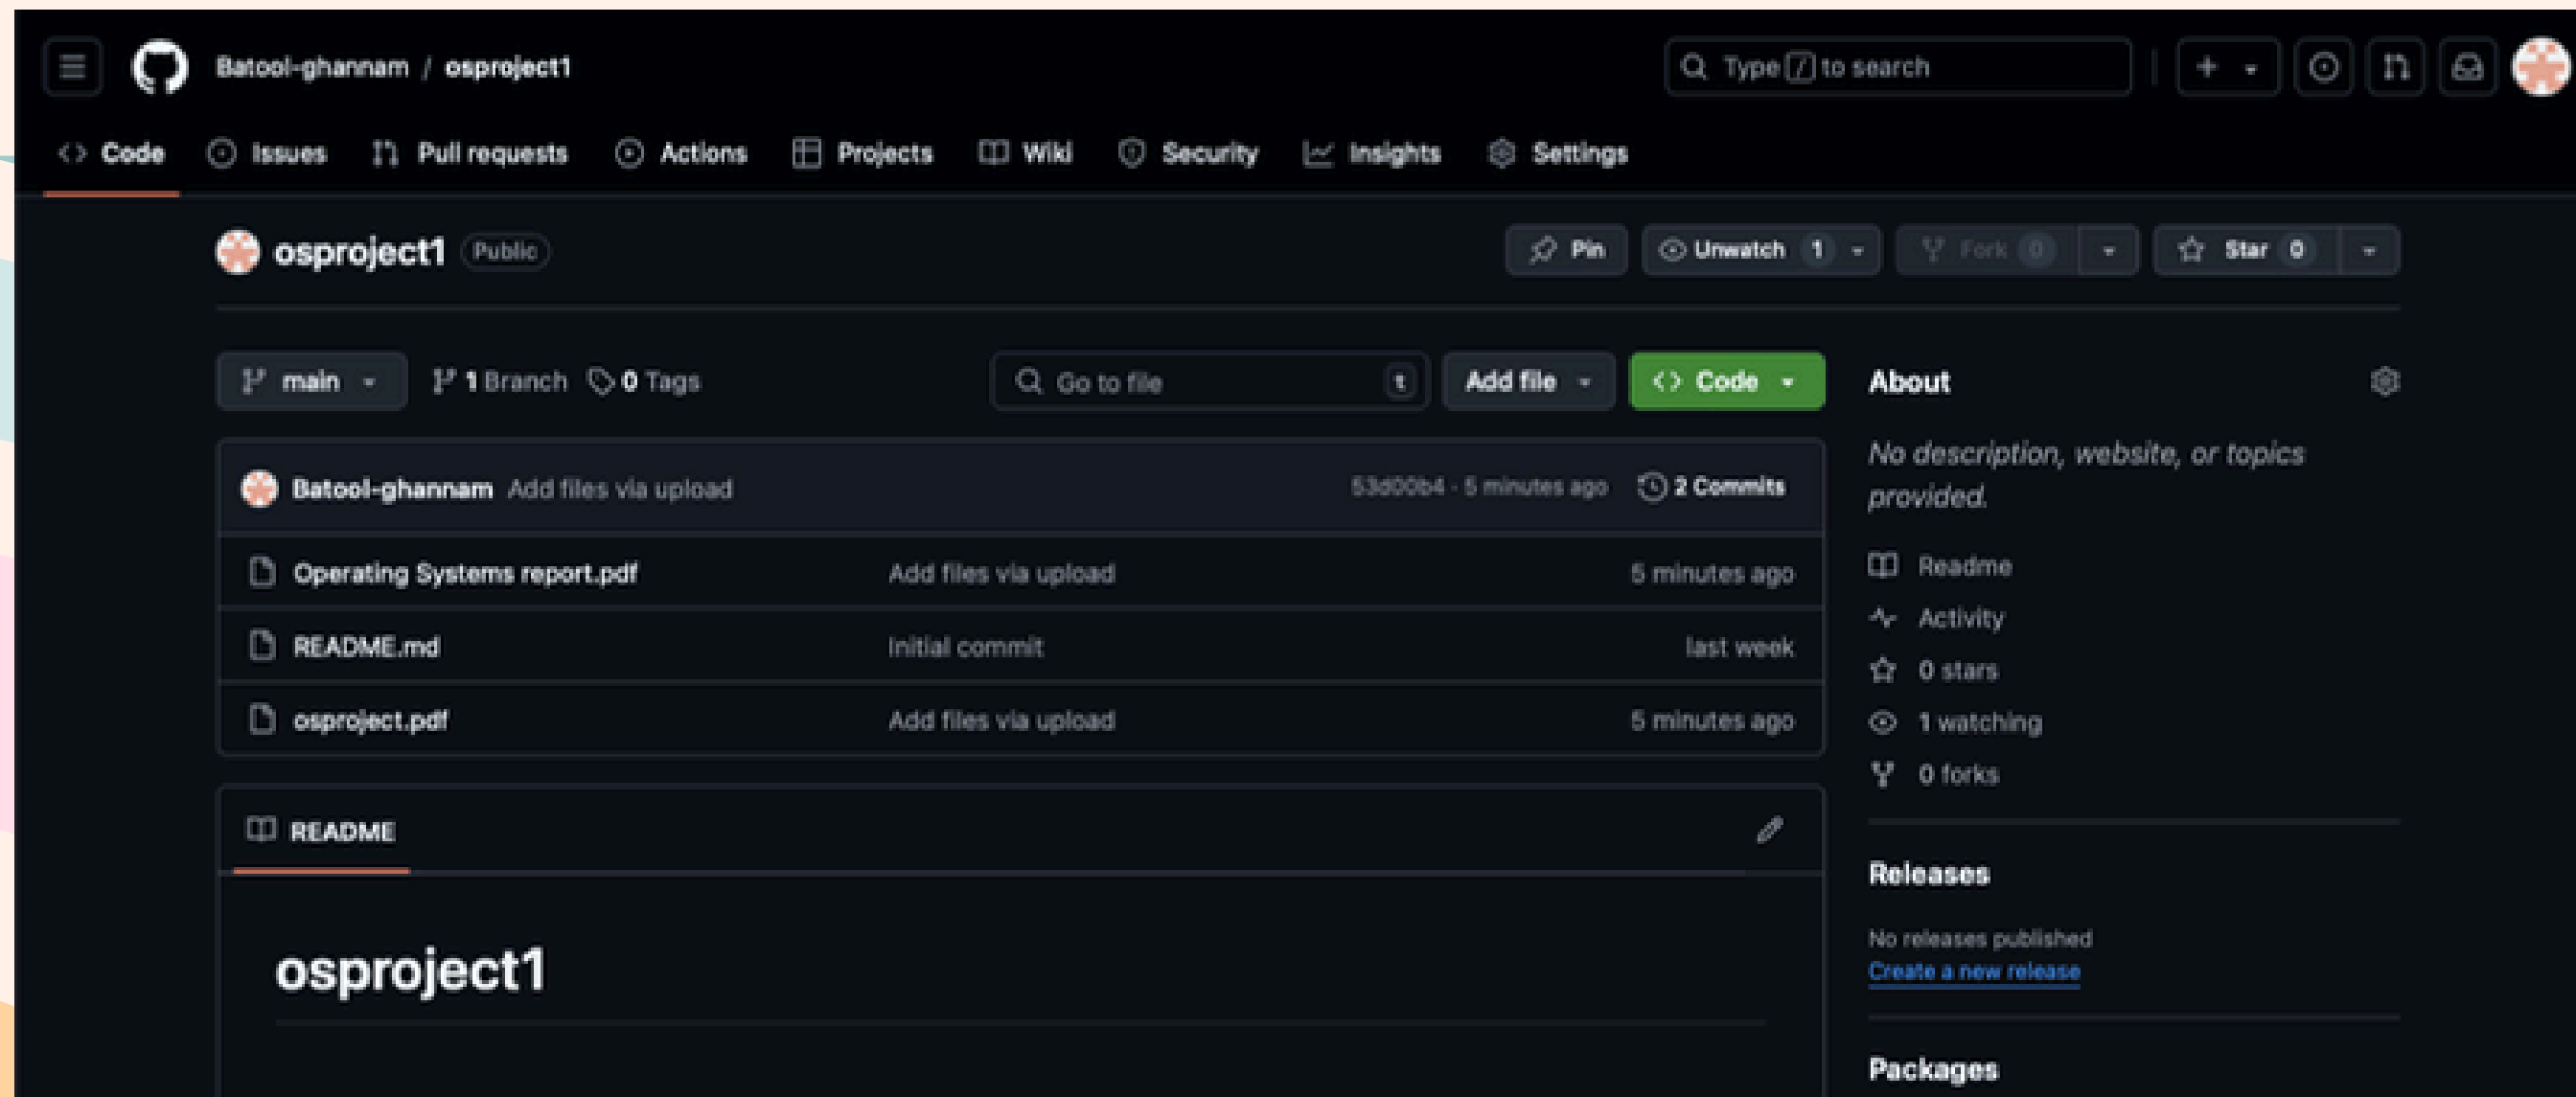 Batool-ghannam / osproject1
Type / to search
Code Issues Pull requests Actions Projects Wiki Security Insights Settings
osproject1 Public
Pin Unwatch 1 Fork 0 Star 0
main 1 Branch 0 Tags
Go to file t Add file Code
Batool-ghannam Add files via upload 53d00b4 · 5 minutes ago 2 Commits
Operating Systems report.pdf Add files via upload 5 minutes ago
README.md Initial commit last week
osproject.pdf Add files via upload 5 minutes ago
README
osproject1
About
No description, website, or topics
provided.
Readme
Activity
0 stars
1 watching
0 forks
Releases
No releases published
Create a new release
Packages